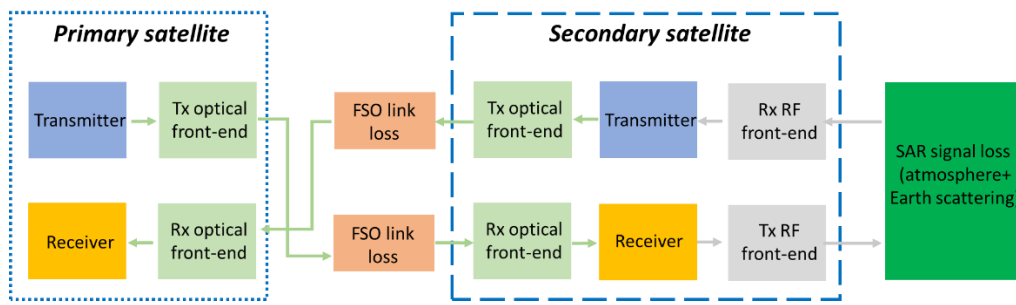 Primary satellite
Secondary satellite
Transmitter
Tx optical
front-end
FSO link
loss
Tx optical
front-end
Transmitter
Rx RF
front-end
SAR signal loss
(atmosphere+
Earth scattering)
Receiver
Rx optical
front-end
FSO link
loss
Rx optical
front-end
Receiver
Tx RF
front-end